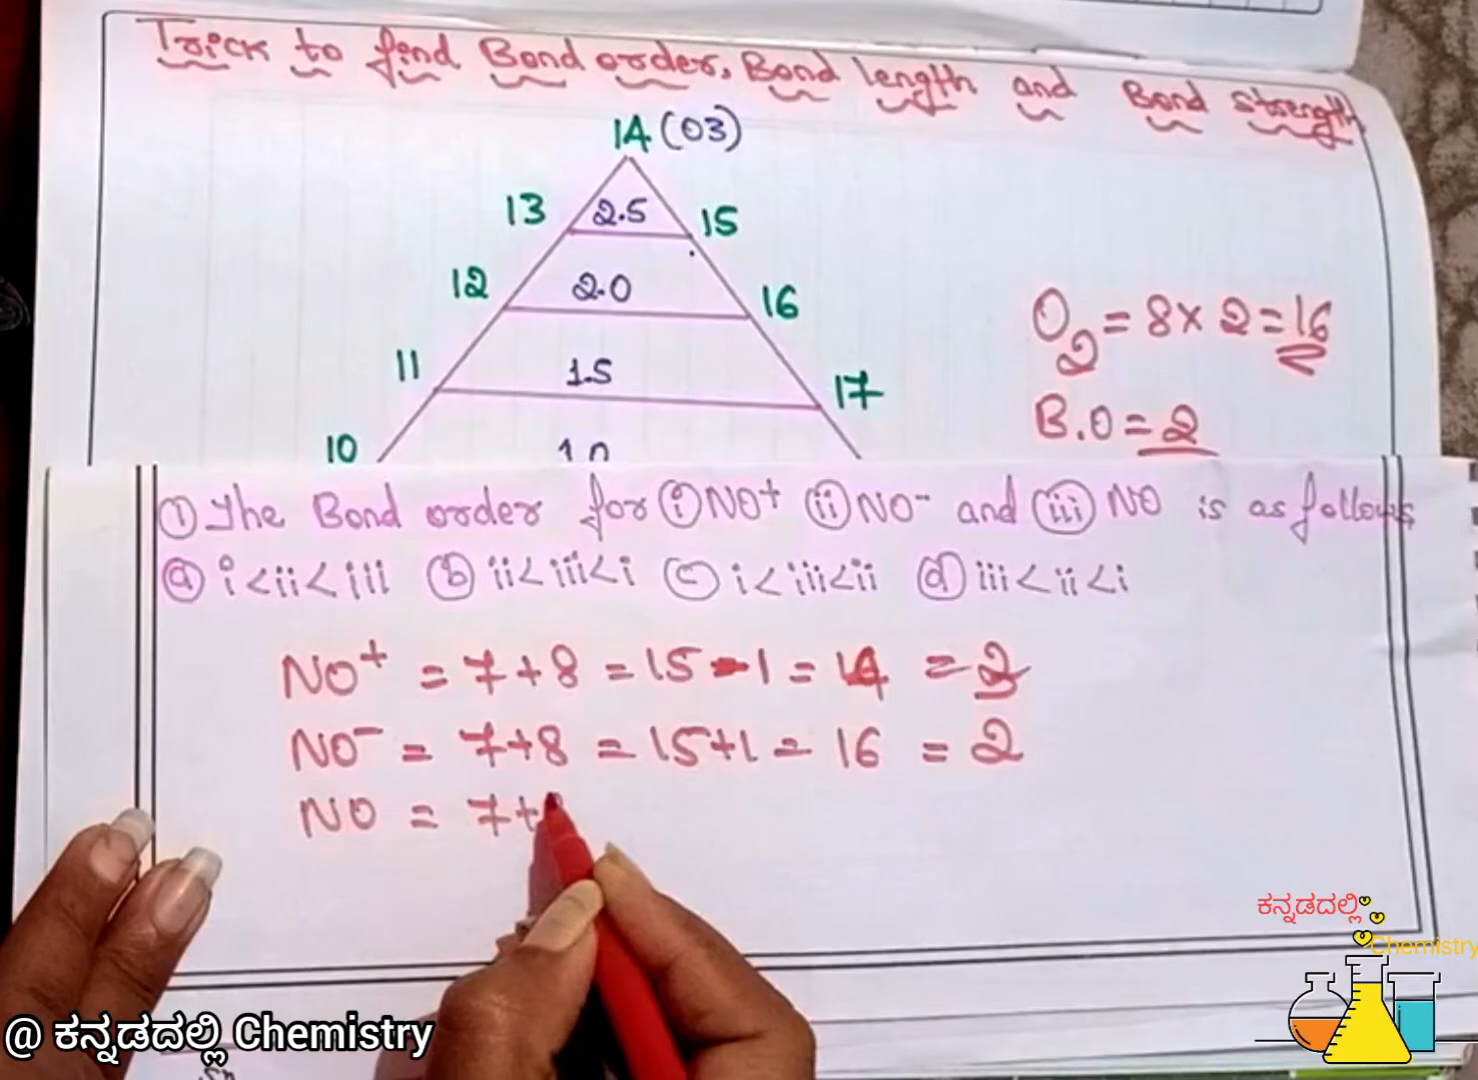 Trick to find Bond order, Bond length and Bond strength
14 (03)
13 2.5 15
12 2.0 16
11 1.5 17
10 1.0
O2 = 8 × 2 = 16
B.O = 2
① The Bond order for ⓘ NO+ ⓘⓘ NO- and ⓘⓘⓘ NO is as follows
ⓐ i<ii<iii ⓑ ii<iii<i ⓒ i<iii<ii ⓓ iii<ii<i
NO+ = 7+8 = 15-1 = 14 = 3
NO- = 7+8 = 15+1 = 16 = 2
NO = 7+8
ಕನ್ನಡದಲ್ಲಿ
Chemistry
@ ಕನ್ನಡದಲ್ಲಿ Chemistry